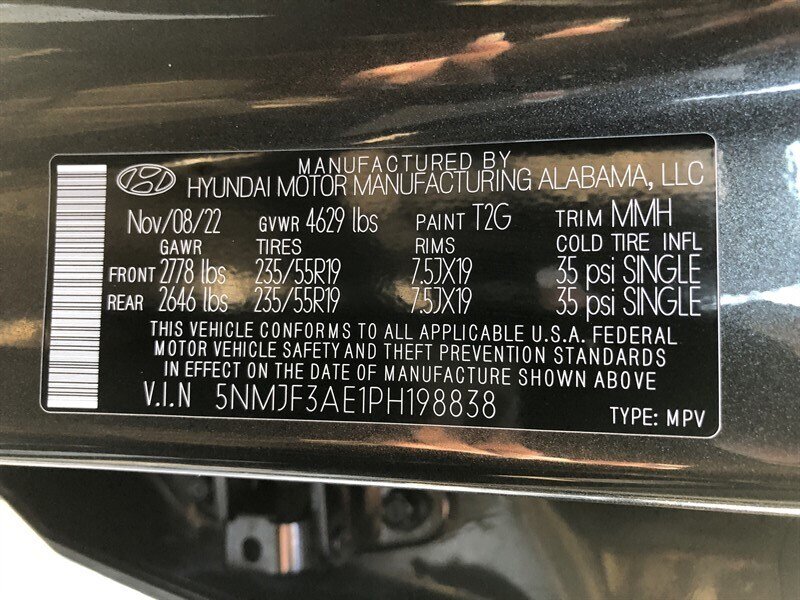 MANUFACTURED BY
HYUNDAI MOTOR MANUFACTURING ALABAMA, LLC
Nov/08/22 GVWR 4629 lbs PAINT T2G TRIM MMH
GAWR TIRES RIMS COLD TIRE INFL
FRONT 2778 lbs 235/55R19 7.5JX19 35 psi SINGLE
REAR 2646 lbs 235/55R19 7.5JX19 35 psi SINGLE
THIS VEHICLE CONFORMS TO ALL APPLICABLE U.S.A. FEDERAL
MOTOR VEHICLE SAFETY AND THEFT PREVENTION STANDARDS
IN EFFECT ON THE DATE OF MANUFACTURE SHOWN ABOVE
V.I.N 5NMJF3AE1PH198838 TYPE: MPV